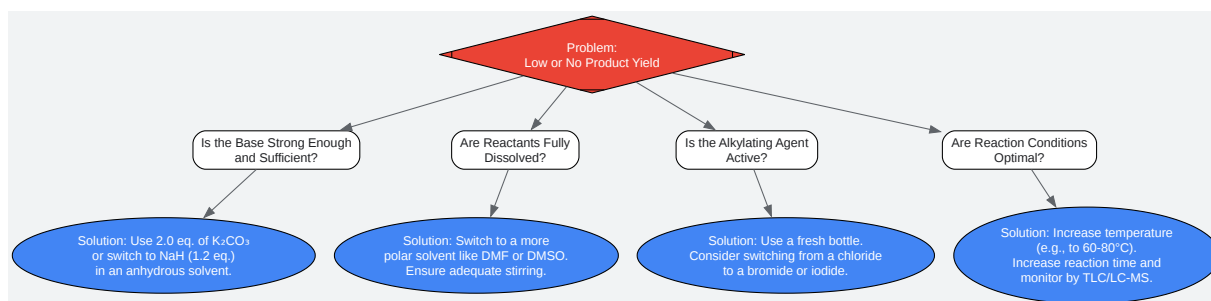 Problem:
Low or No Product Yield
Is the Base Strong Enough
and Sufficient?
Are Reactants Fully
Dissolved?
Is the Alkylating Agent
Active?
Are Reaction Conditions
Optimal?
Solution: Use 2.0 eq. of K₂CO₃
or switch to NaH (1.2 eq.)
in an anhydrous solvent.
Solution: Switch to a more
polar solvent like DMF or DMSO.
Ensure adequate stirring.
Solution: Use a fresh bottle.
Consider switching from a chloride
to a bromide or iodide.
Solution: Increase temperature
(e.g., to 60-80°C).
Increase reaction time and
monitor by TLC/LC-MS.